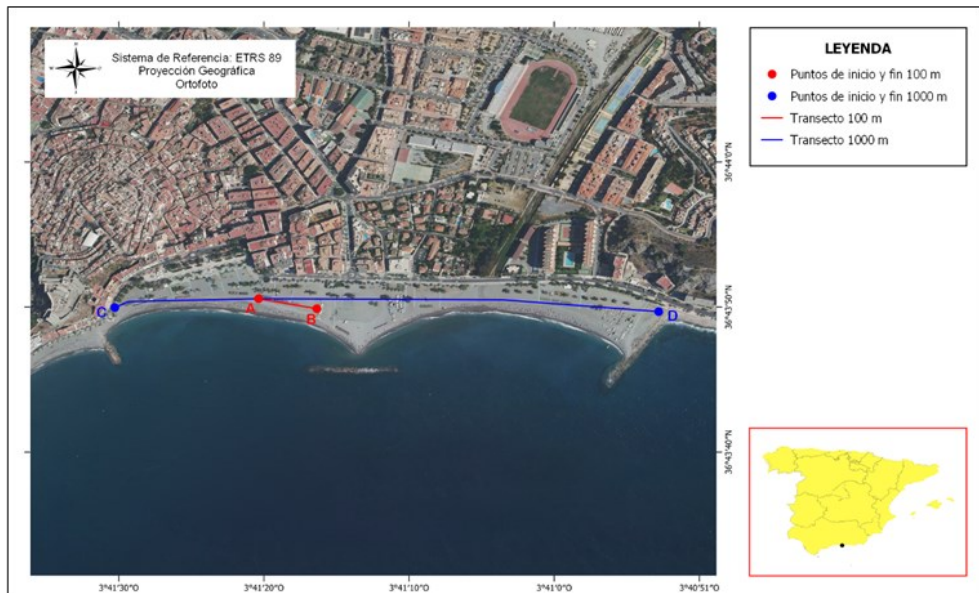 Sistema de Referencia: ETRS 89
Proyección Geográfica
Ortofoto
LEYENDA
Puntos de inicio y fin 100 m
Puntos de inicio y fin 1000 m
Transecto 100 m
Transecto 1000 m
A
B
C
D
36°44'0"N
36°43'50"N
36°43'40"N
3°41'30"O
3°41'20"O
3°41'10"O
3°41'0"O
3°40'51"O